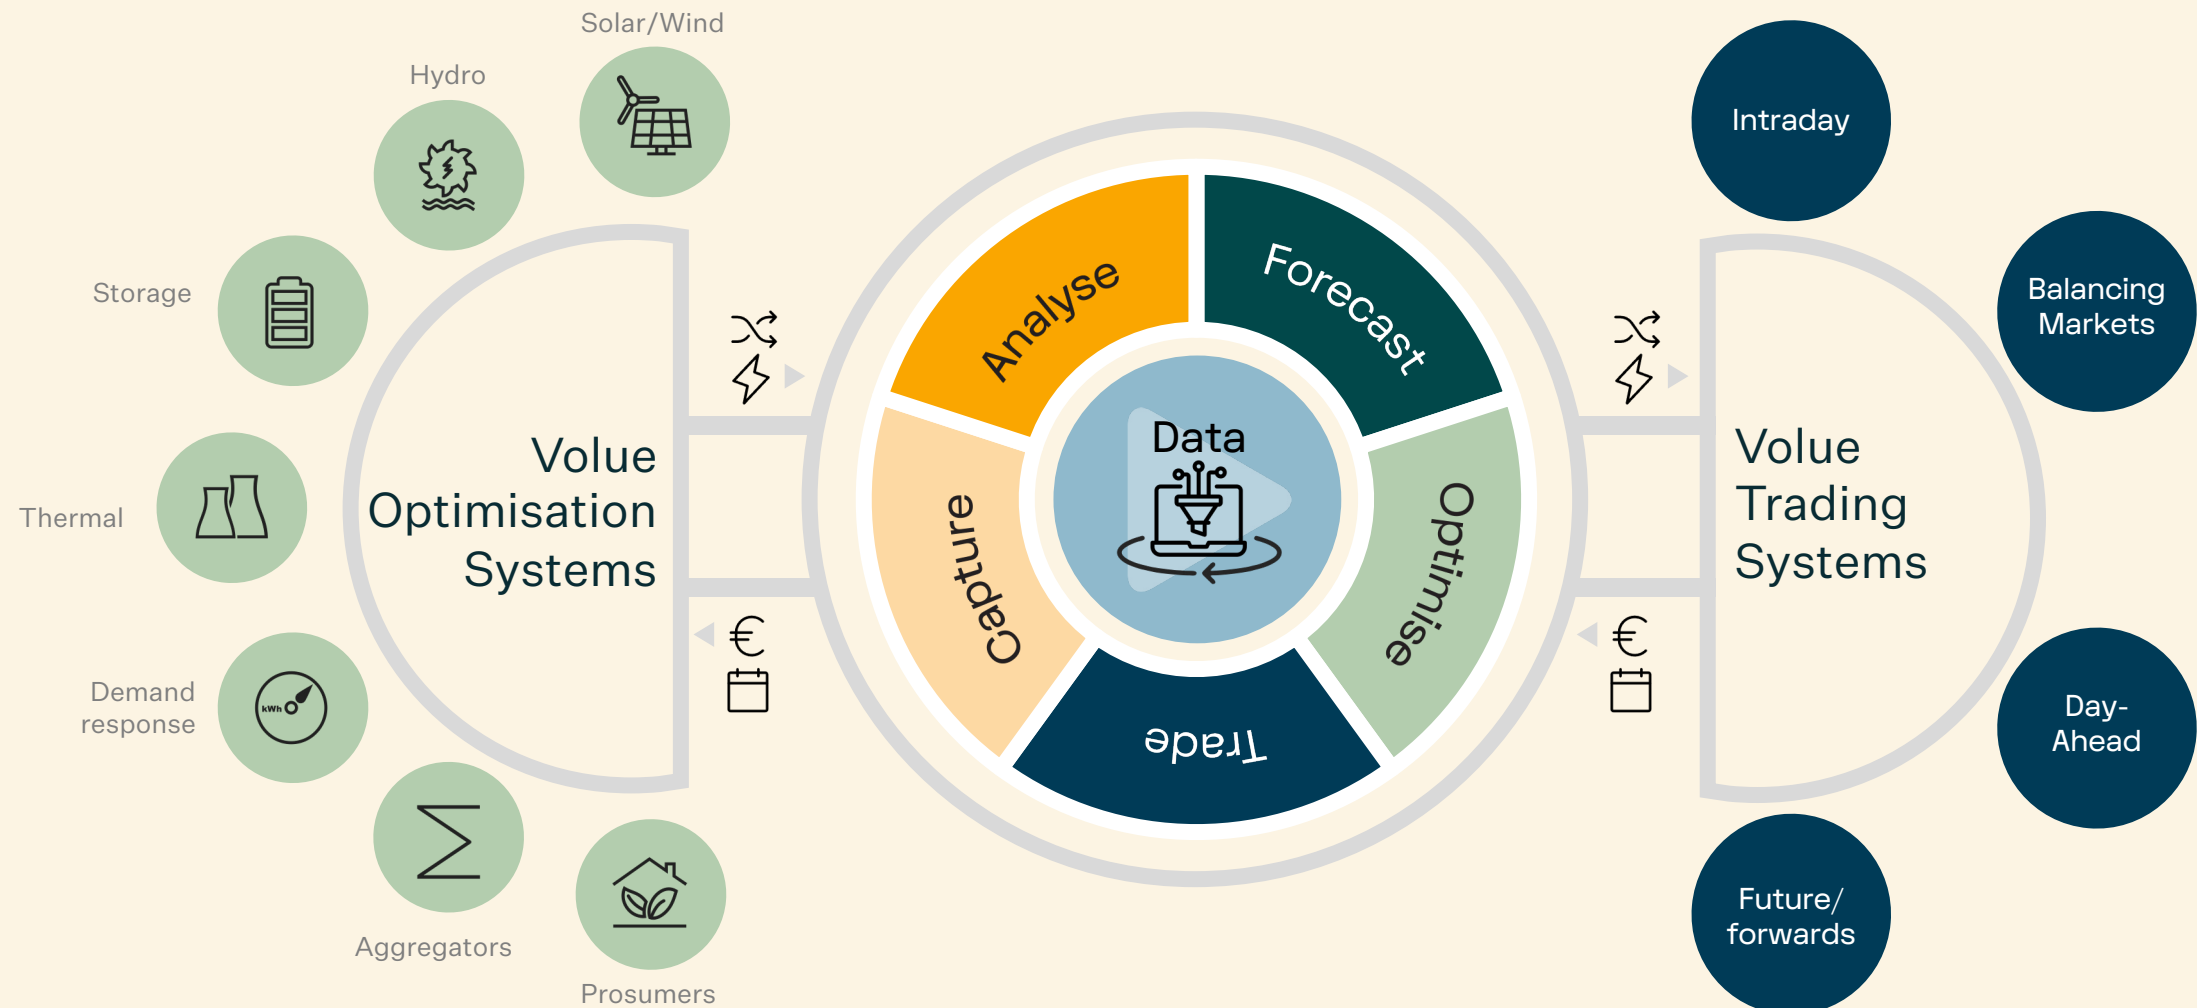 Solar/Wind
Hydro
Storage
Thermal
Demand
response
kWh
Aggregators
Prosumers
Volue
Optimisation
Systems
€
Analyse
Forecast
Optimise
Trade
Capture
Data
€
Volue
Trading
Systems
Intraday
Balancing
Markets
Day-
Ahead
Future/
forwards